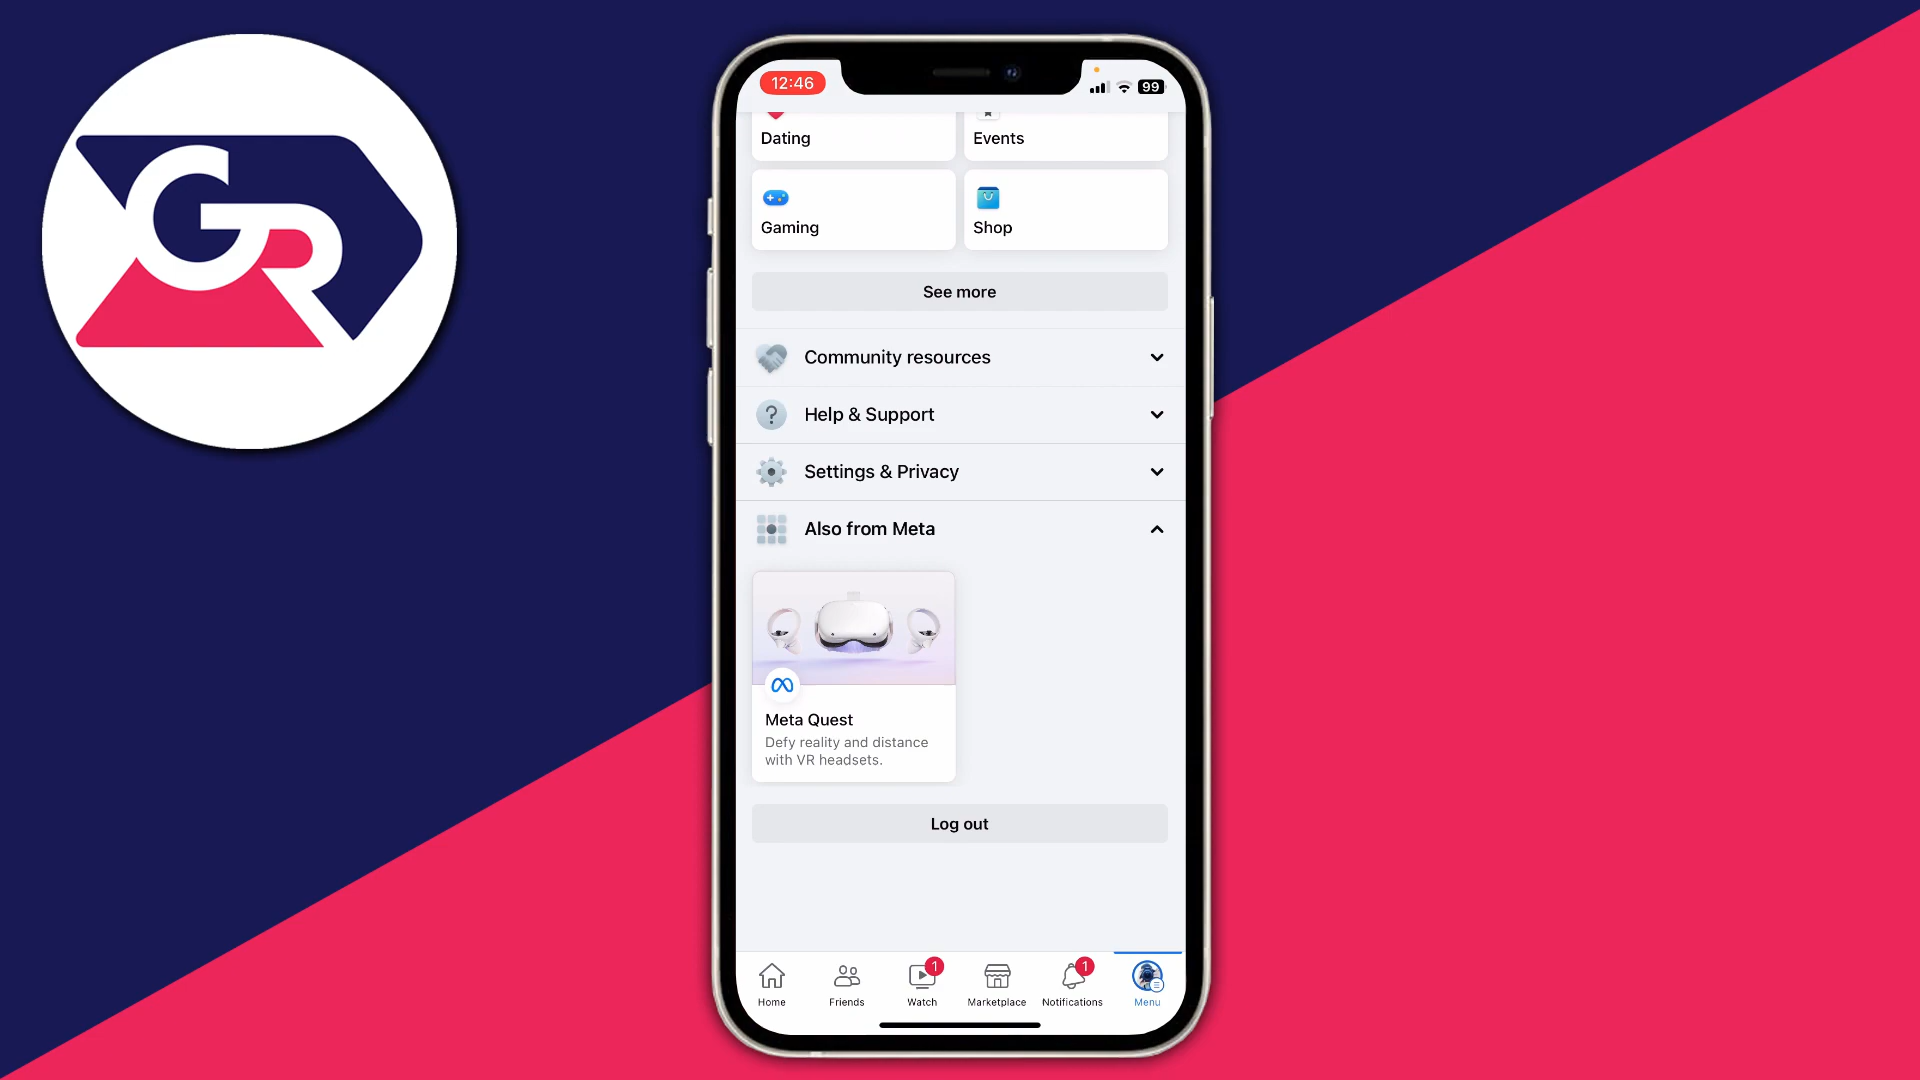 GR
12:46
99
Dating
Events
Gaming
Shop
See more
Community resources
Help & Support
Settings & Privacy
Also from Meta
Meta Quest
Defy reality and distance
with VR headsets.
Log out
1
1
Home
Friends
Watch
Marketplace
Notifications
Menu